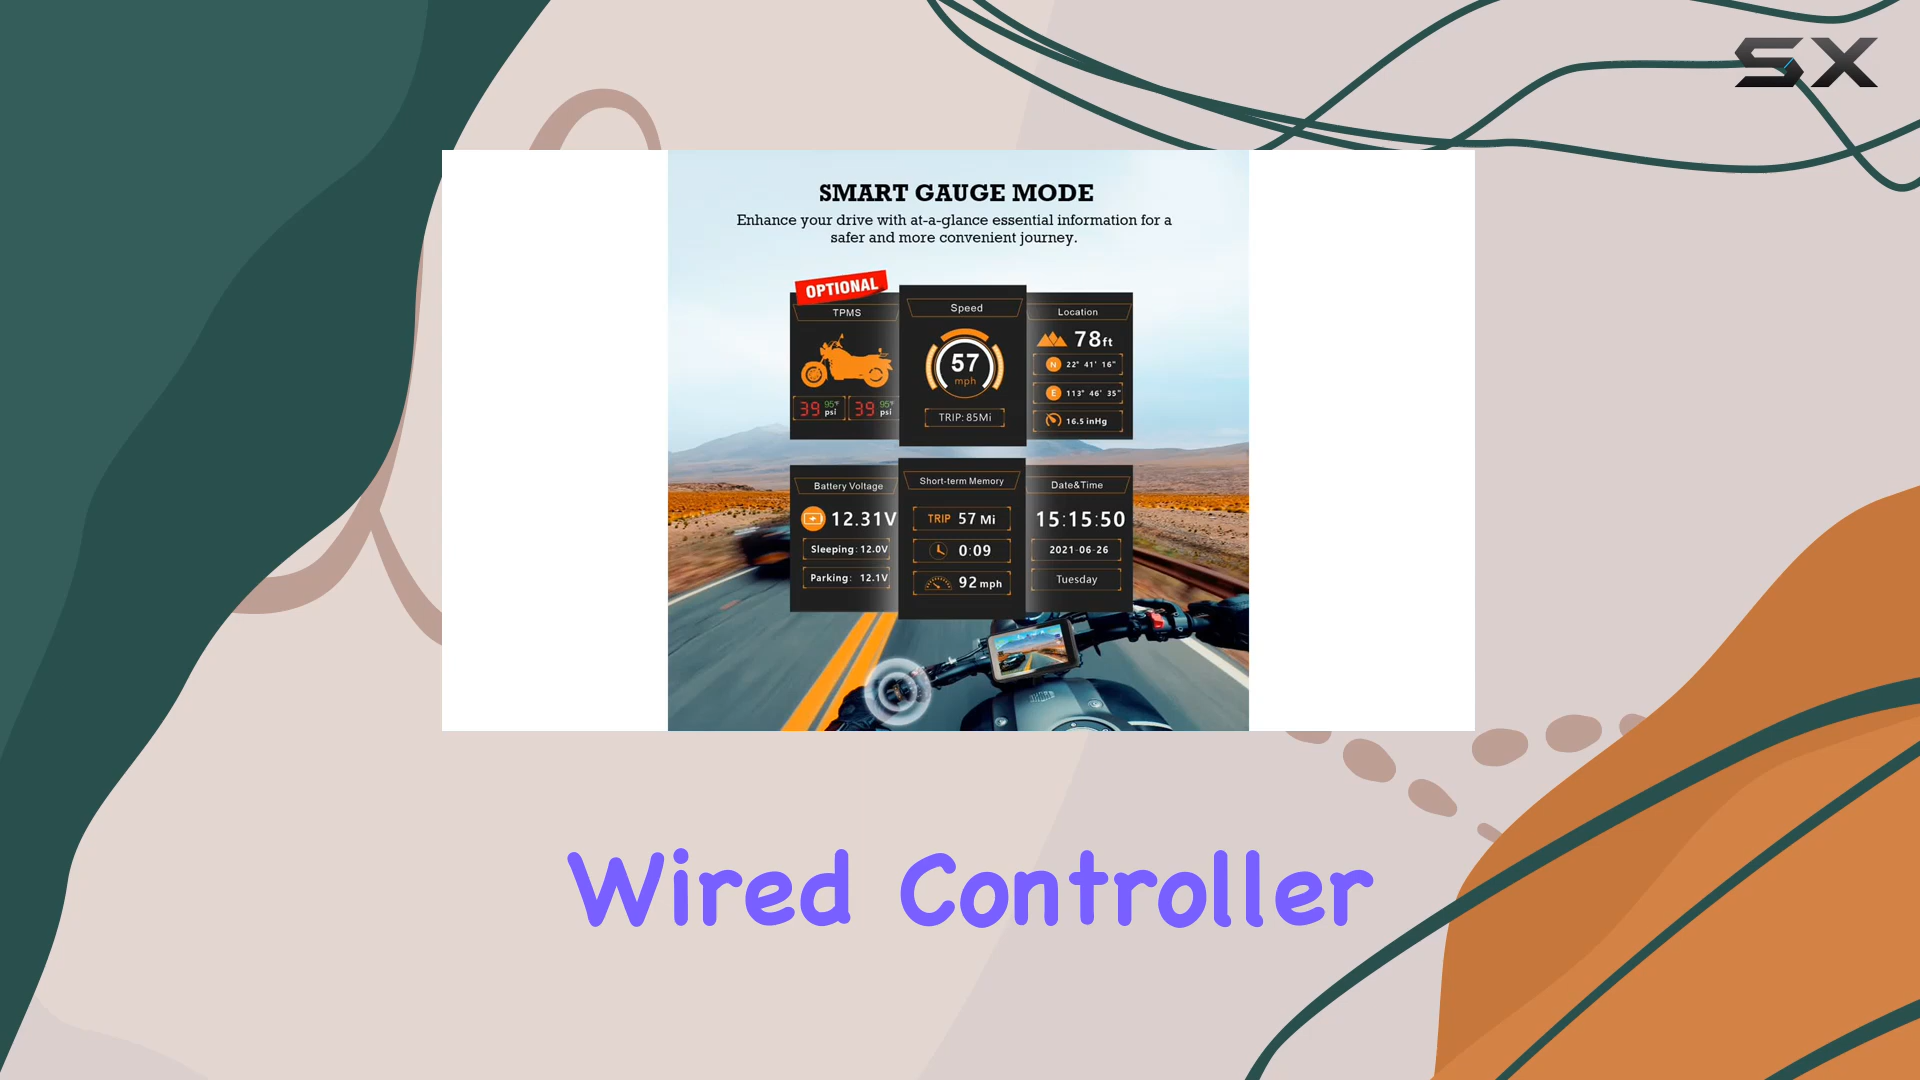 SX
SMART GAUGE MODE
Enhance your drive with at-a-glance essential information for a
safer and more convenient journey.
OPTIONAL
TPMS
39 95°F psi 39 95°F psi
Speed
57
mph
TRIP: 85Mi
Location
78ft
N 22° 41' 16"
E 113° 46' 35"
16.5 inHg
Battery Voltage
12.31V
Sleeping: 12.0V
Parking: 12.1V
Short-term Memory
TRIP 57 Mi
0:09
92 mph
Date&Time
15:15:50
2021-06-26
Tuesday
Wired Controller